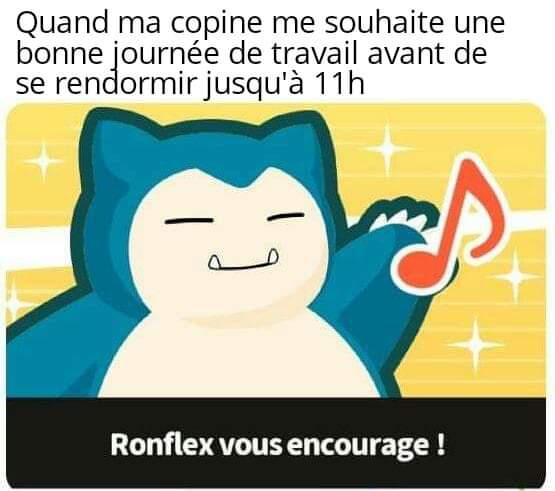 Quand ma copine me souhaite une
bonne journée de travail avant de
se rendormir jusqu'à 11h
Ronflex vous encourage !